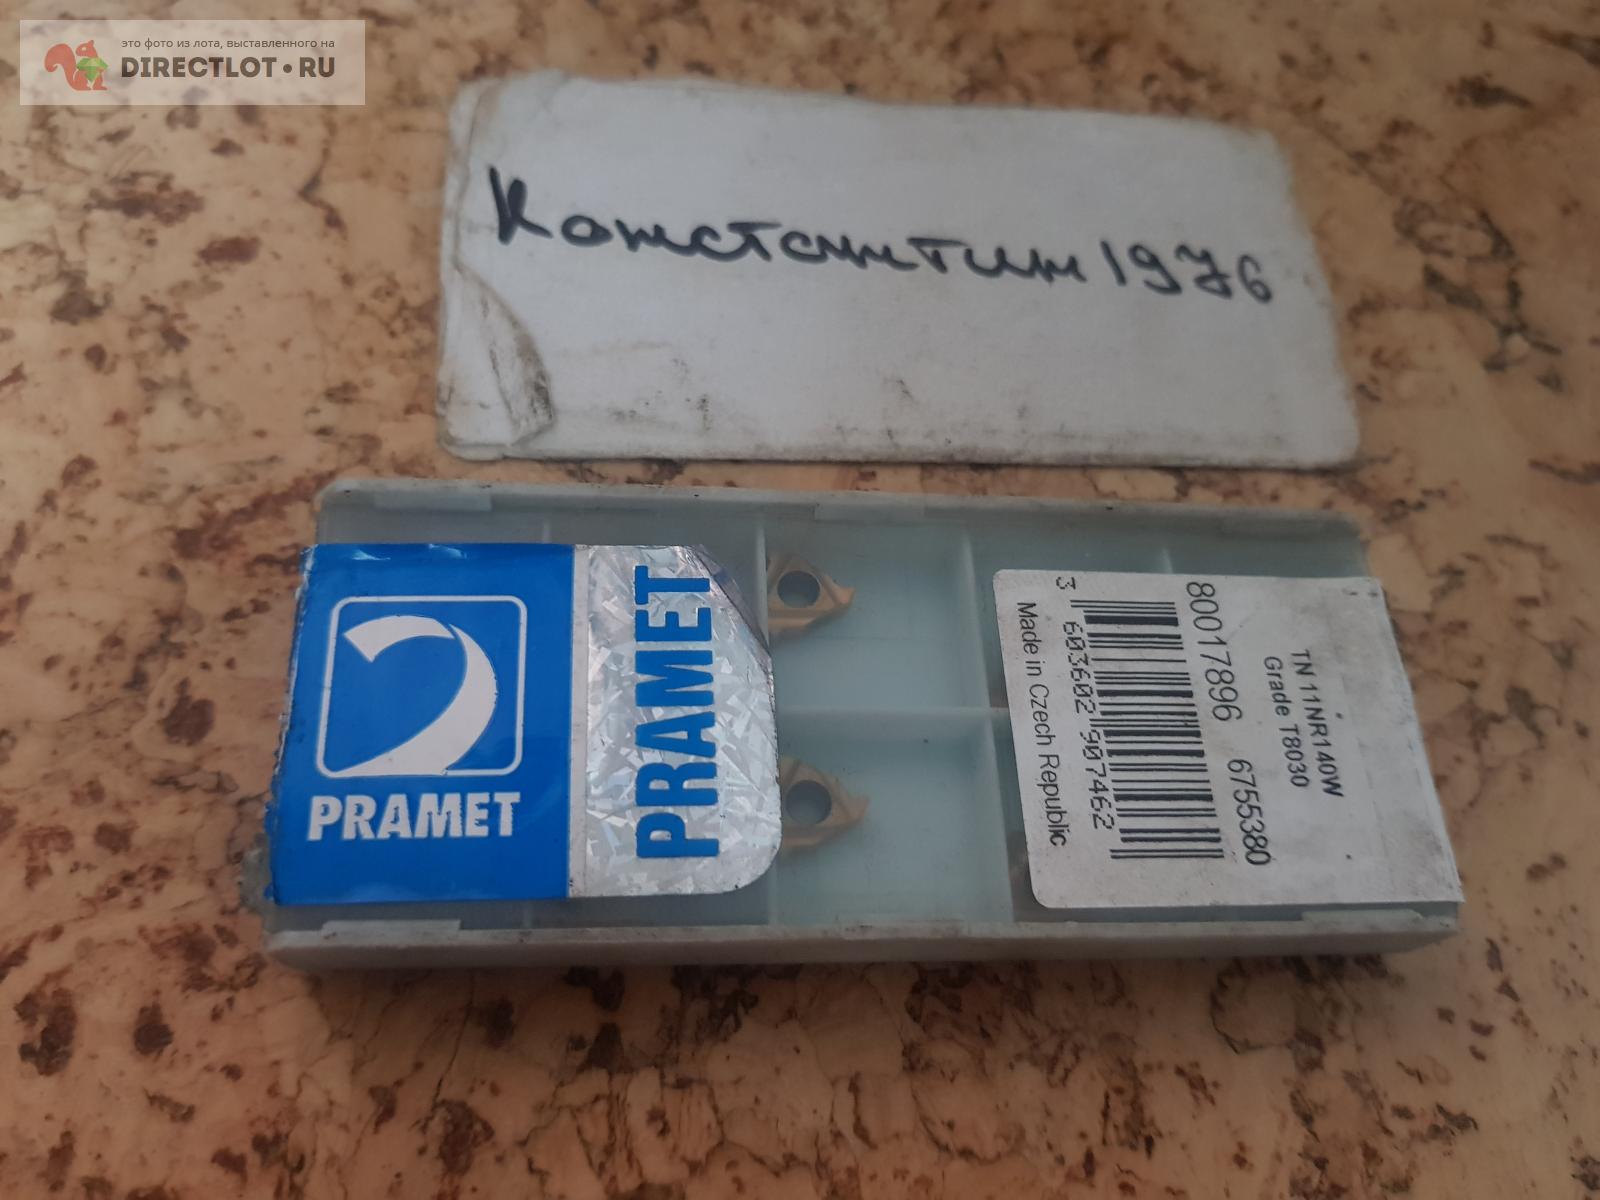 это фото из лота, выставленного на
DIRECTLOT•RU
Константин 1976
PRAMET
PRAMET
TN 11NR140W
Grade T8030
80017896 6755380
3 603602 907462
Made in Czech Republic